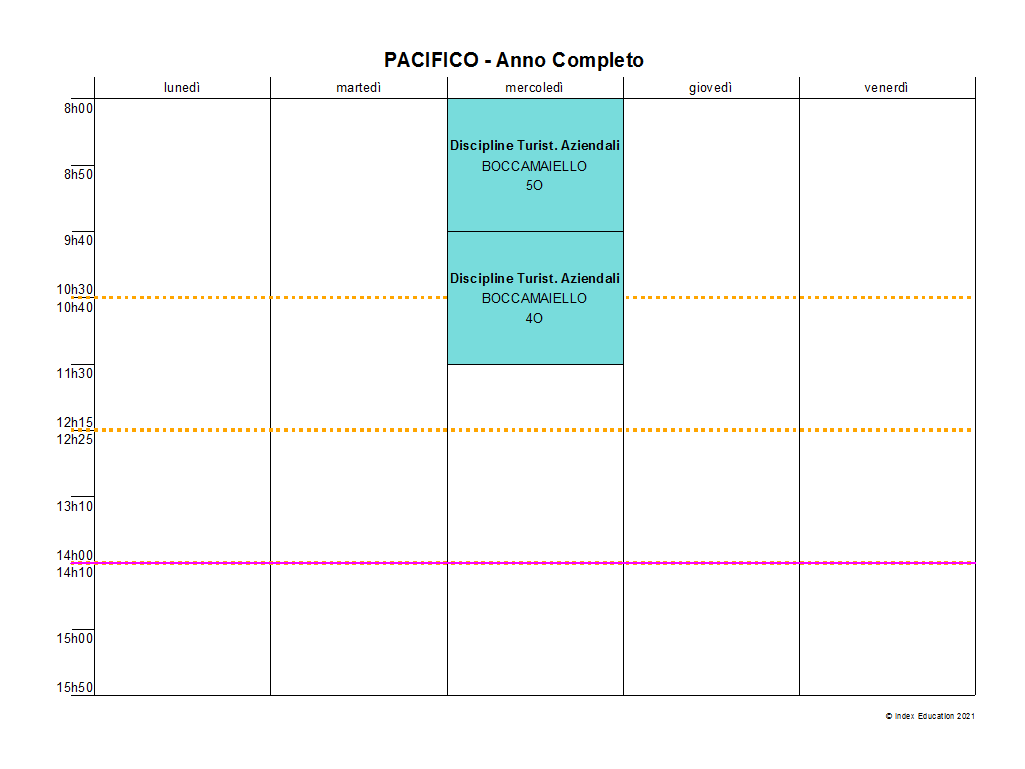 PACIFICO - Anno Completo
lunedì martedì mercoledì giovedì venerdì
8h00
Discipline Turist. Aziendali
BOCCAMAIELLO
5O
8h50
9h40
Discipline Turist. Aziendali
BOCCAMAIELLO
4O
10h30
10h40
11h30
12h15
12h25
13h10
14h00
14h10
15h00
15h50
© Index Education 2021